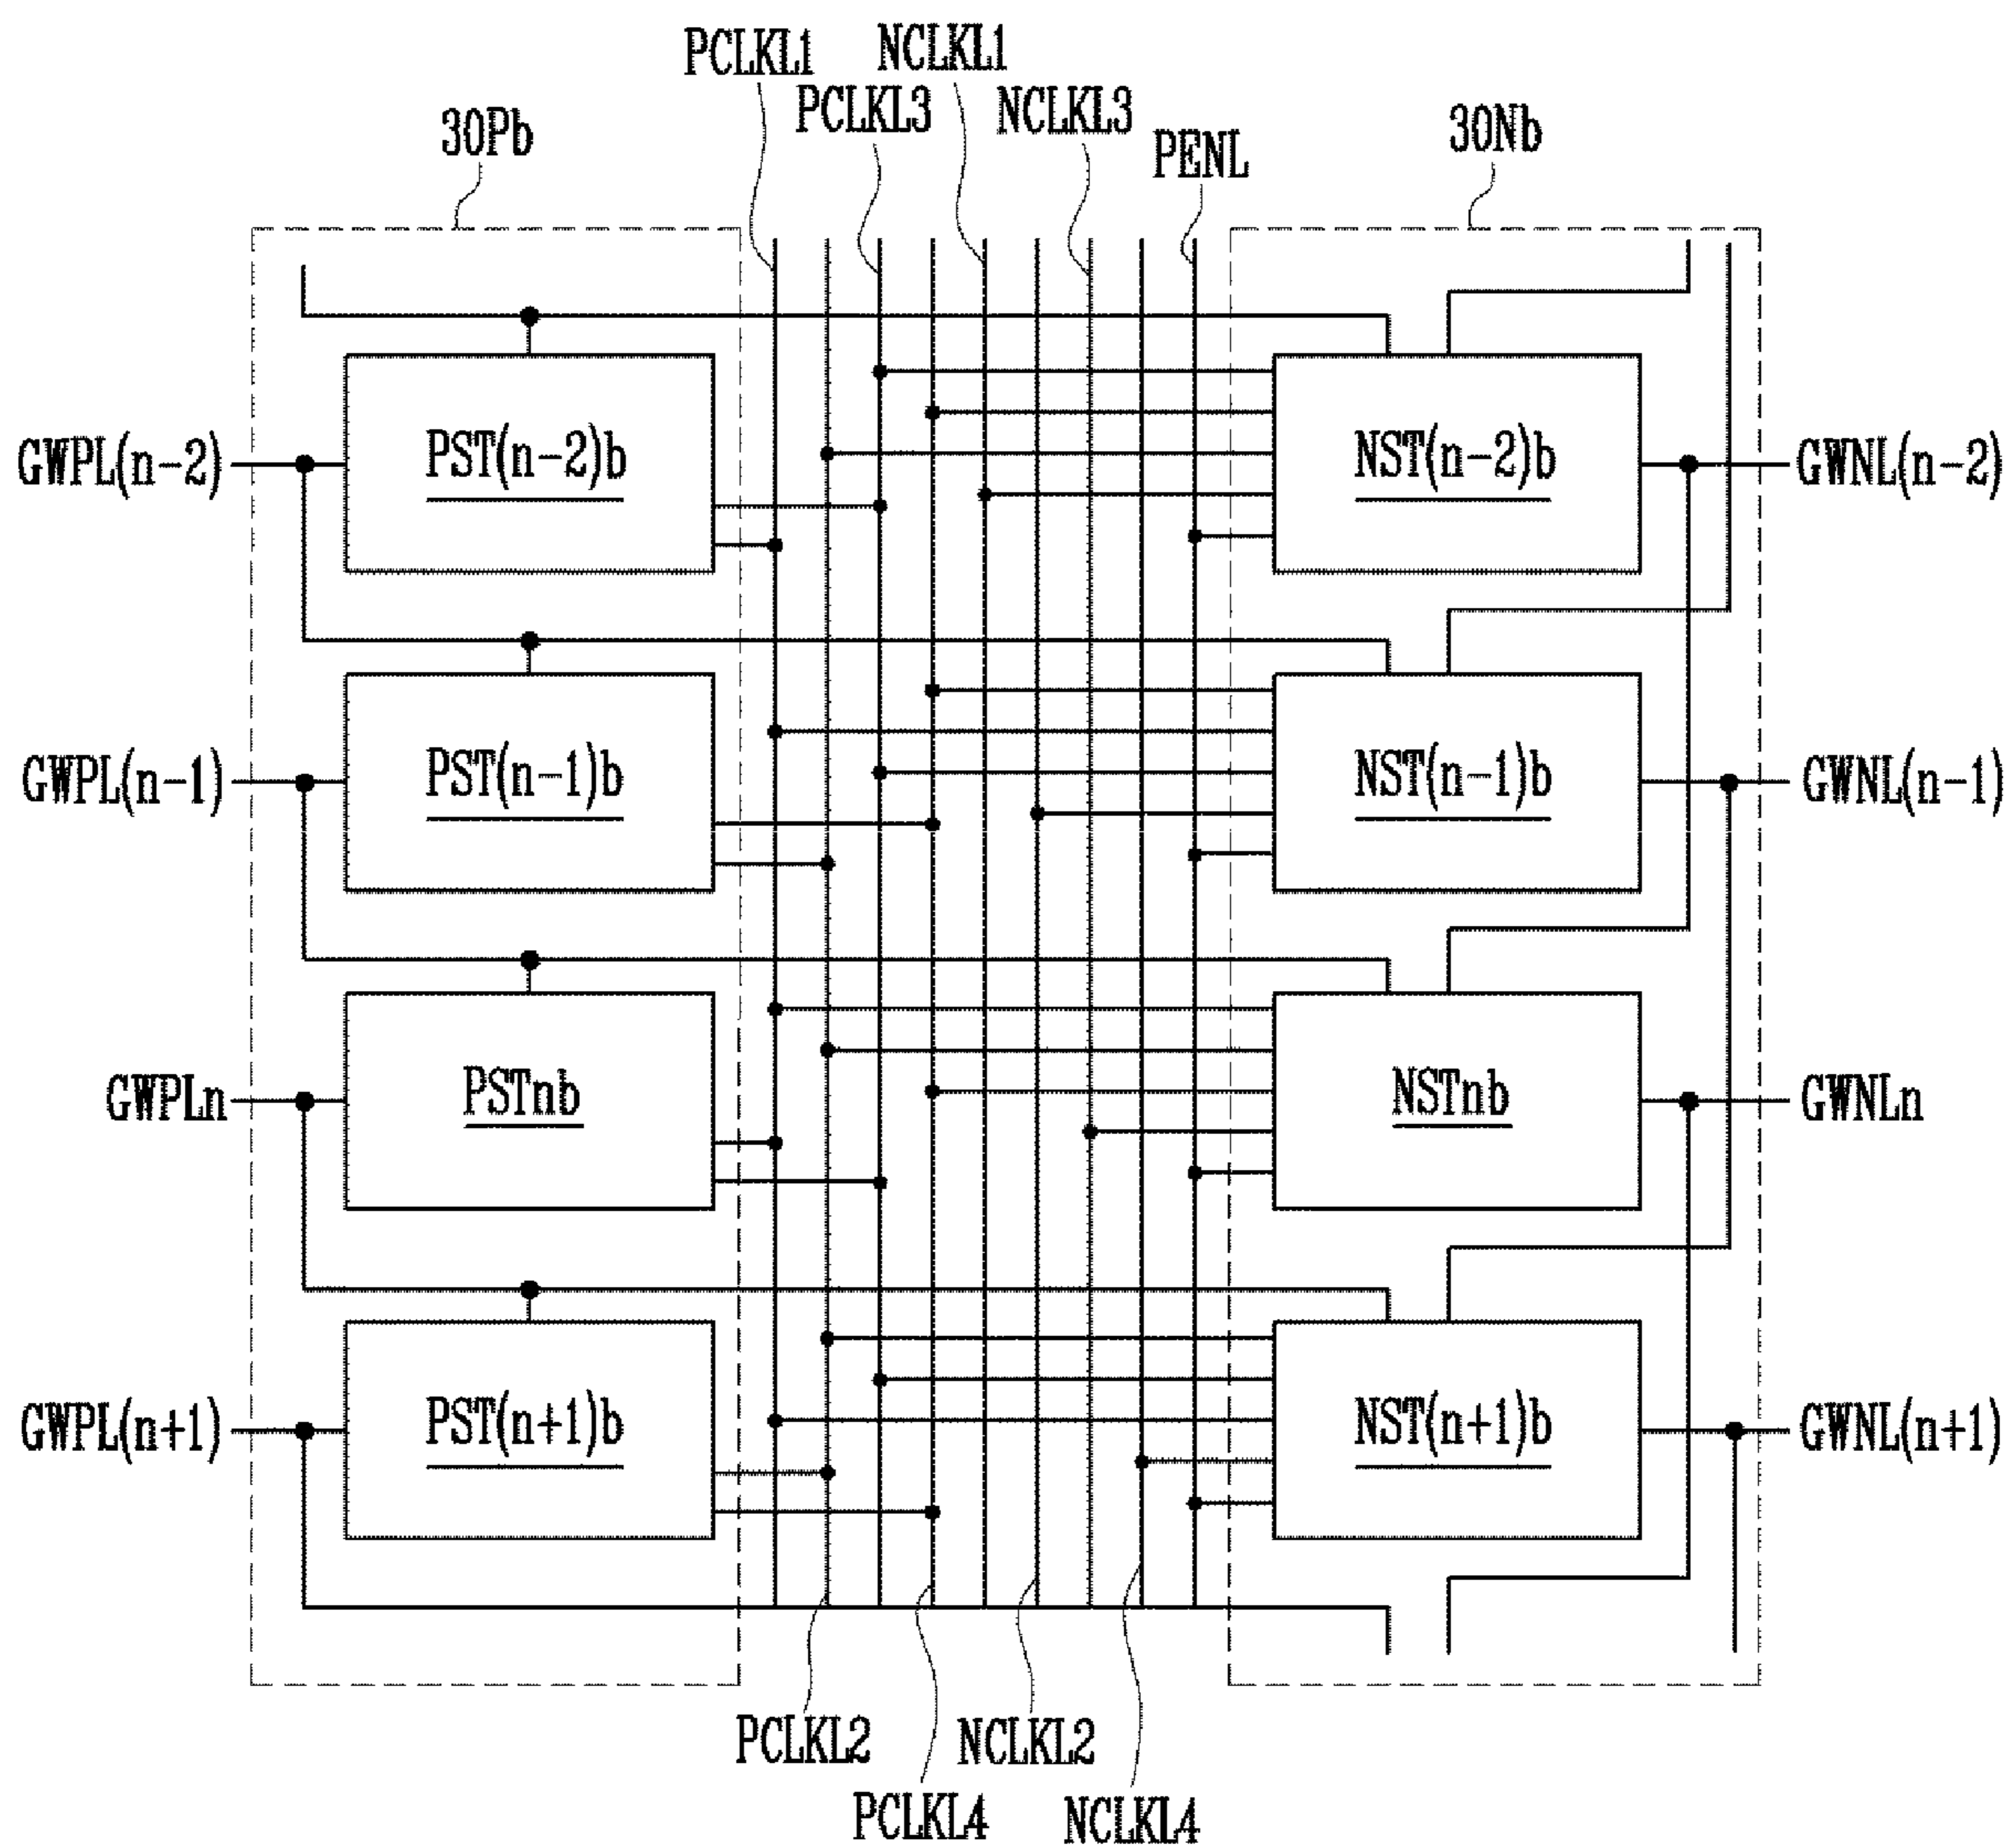 PCLKL1
NCLKL1
PCLKL3
NCLKL3
30Pb
PENL
30Nb
GWPL(n-2)
PST(n-2)b
NST(n-2)b
GWNL(n-2)
GWPL(n-1)
PST(n-1)b
NST(n-1)b
GWNL(n-1)
GWPLn
PSTnb
NSTnb
GWNLn
GWPL(n+1)
PST(n+1)b
NST(n+1)b
GWNL(n+1)
PCLKL2
NCLKL2
PCLKL4
NCLKL4